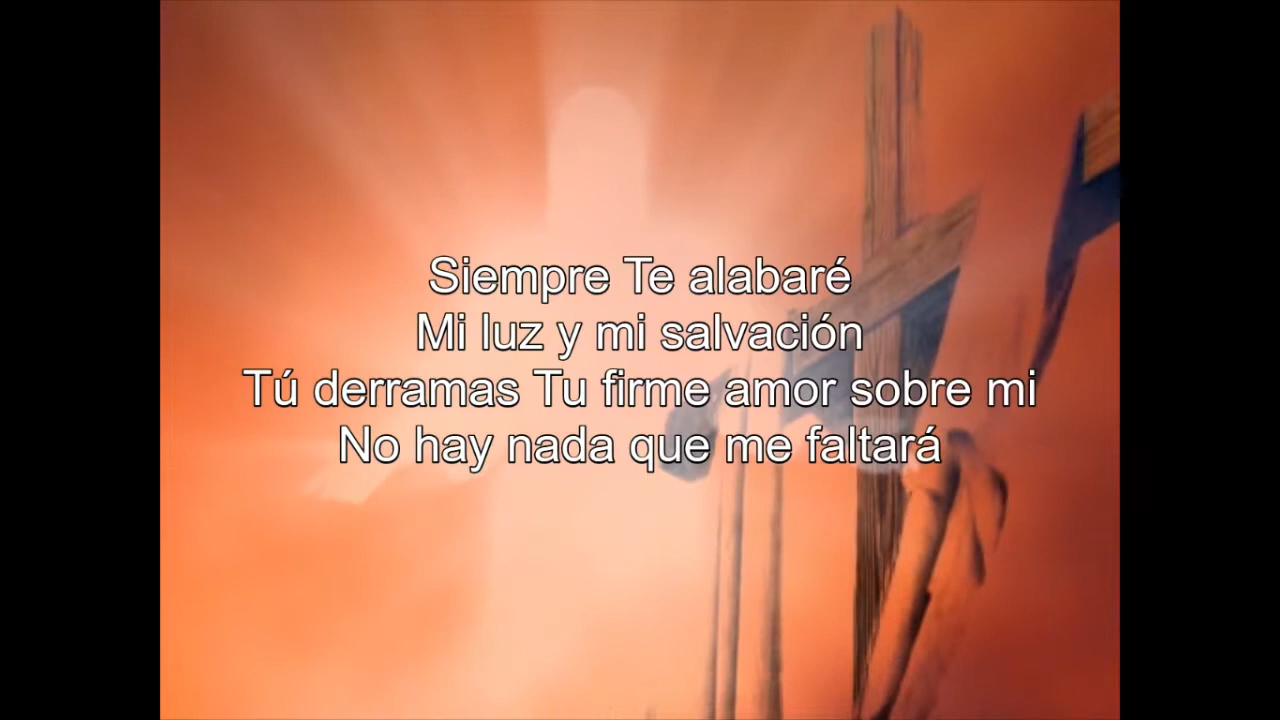 Siempre Te alabaré
Mi luz y mi salvación
Tú derramas Tu firme amor sobre mi
No hay nada que me faltará